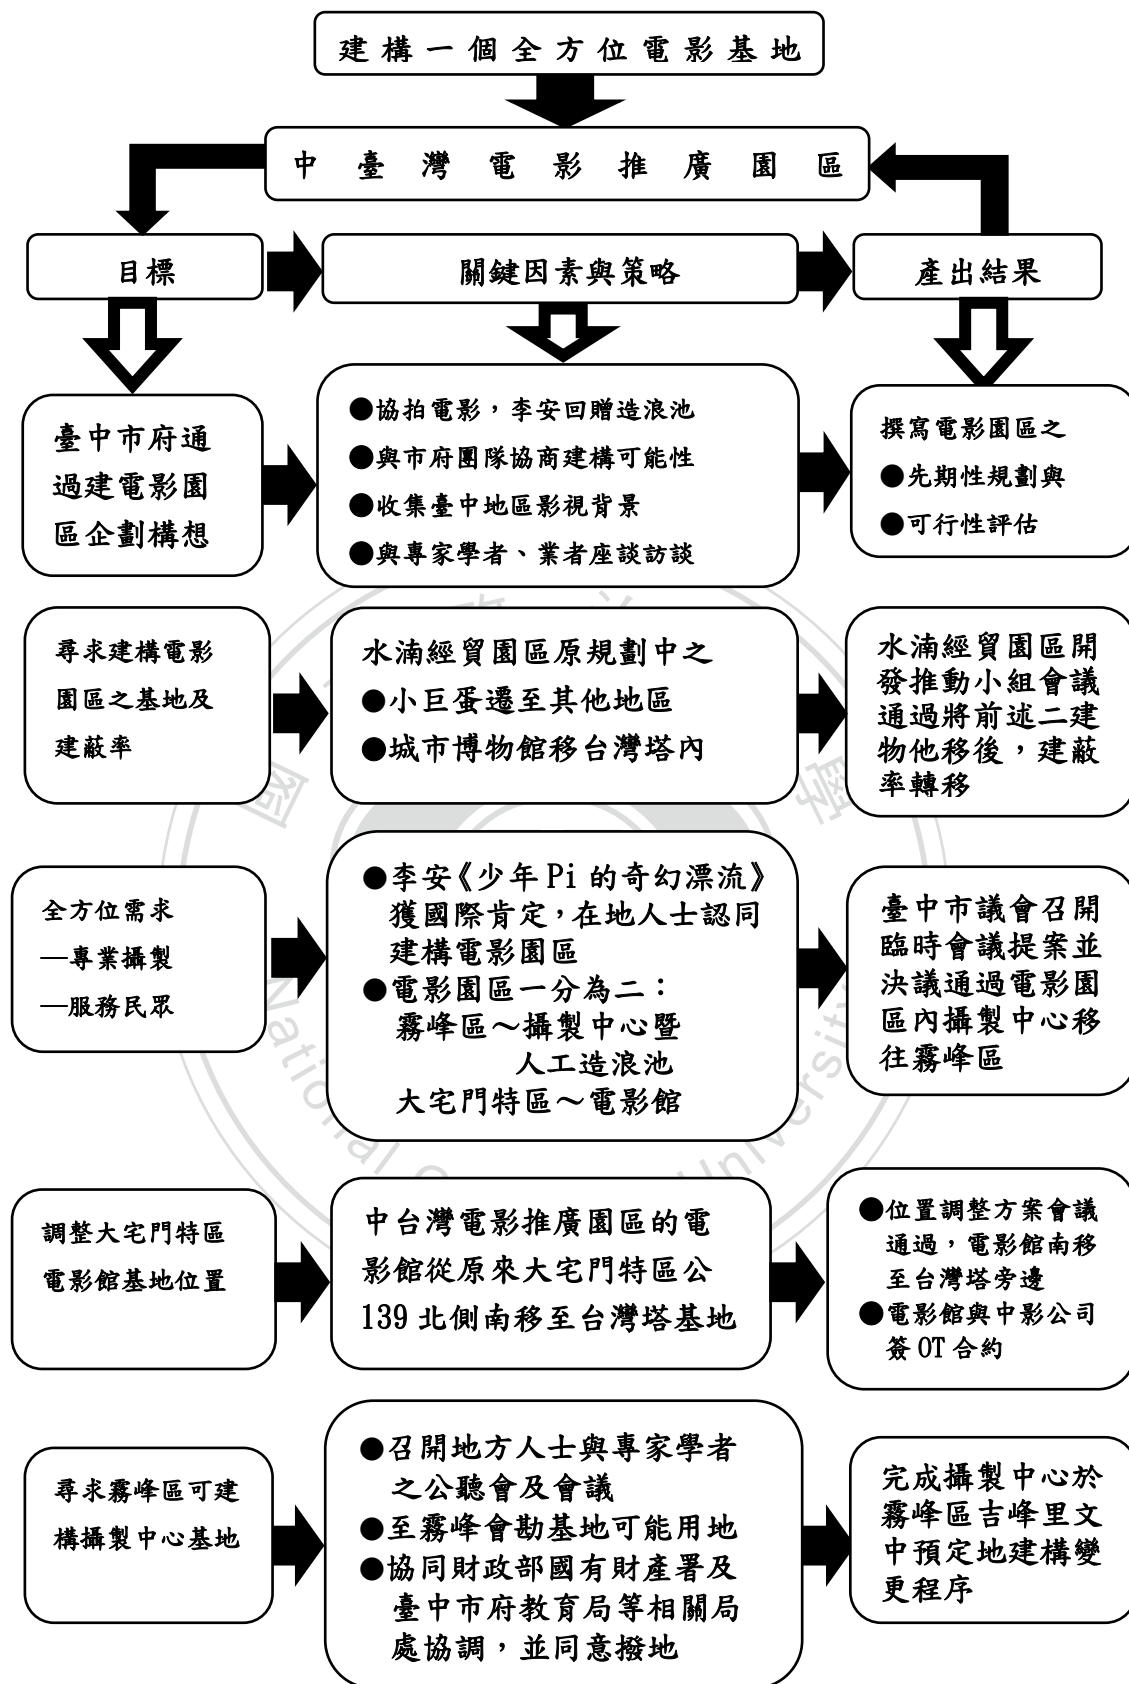 建構一個全方位電影基地
中臺灣電影推廣園區
目標
關鍵因素與策略
產出結果
臺中市府通
過建電影園
區企劃構想
●協拍電影，李安回贈造浪池
●與市府團隊協商建構可能性
●收集臺中地區影視背景
●與專家學者、業者座談訪談
撰寫電影園區之
●先期性規劃與
●可行性評估
尋求建構電影
園區之基地及
建蔽率
水湳經貿園區原規劃中之
●小巨蛋遷至其他地區
●城市博物館移台灣塔內
水湳經貿園區開
發推動小組會議
通過將前述二建
物他移後，建蔽
率轉移
全方位需求
—專業攝製
—服務民眾
●李安《少年 Pi 的奇幻漂流》
獲國際肯定，在地人士認同
建構電影園區
●電影園區一分為二：
霧峰區～攝製中心暨
人工造浪池
大宅門特區～電影館
臺中市議會召開
臨時會議提案並
決議通過電影園
區內攝製中心移
往霧峰區
調整大宅門特區
電影館基地位置
中台灣電影推廣園區的電
影館從原來大宅門特區公
139 北側南移至台灣塔基地
●位置調整方案會議
通過，電影館南移
至台灣塔旁邊
●電影館與中影公司
簽 OT 合約
尋求霧峰區可建
構攝製中心基地
●召開地方人士與專家學者
之公聽會及會議
●至霧峰會勘基地可能用地
●協同財政部國有財產署及
臺中市府教育局等相關局
處協調，並同意撥地
完成攝製中心於
霧峰區吉峰里文
中預定地建構變
更程序